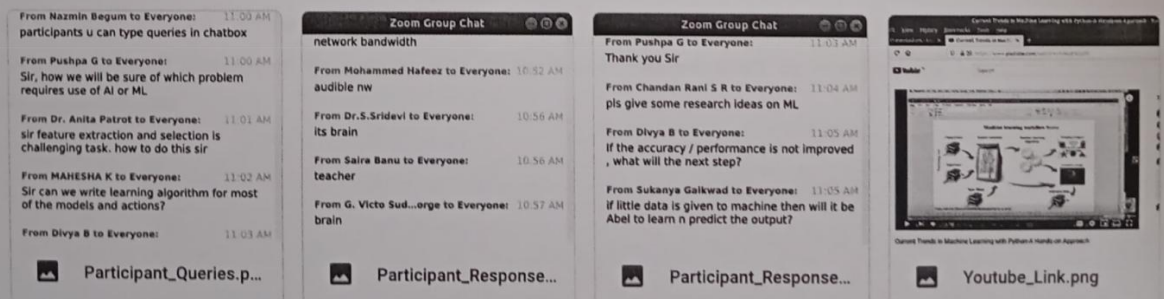 From Nazmin Begum to Everyone: 11:00 AM
participants u can type queries in chatbox
From Pushpa G to Everyone: 11:00 AM
Sir, how we will be sure of which problem
requires use of AI or ML
From Dr. Anita Patrot to Everyone: 11:01 AM
sir feature extraction and selection is
challenging task. how to do this sir
From MAHESHA K to Everyone: 11:02 AM
Sir can we write learning algorithm for most
of the models and actions?
From Divya B to Everyone: 11:03 AM
Participant_Queries.p...
Zoom Group Chat
network bandwidth
From Mohammed Hafeez to Everyone: 10:52 AM
audible nw
From Dr.S.Sridevi to Everyone: 10:56 AM
its brain
From Saira Banu to Everyone: 10:56 AM
teacher
From G. Victo Sud...orge to Everyone: 10:57 AM
brain
Participant_Response...
Zoom Group Chat
From Pushpa G to Everyone: 11:03 AM
Thank you Sir
From Chandan Rani S R to Everyone: 11:04 AM
pls give some research ideas on ML
From Divya B to Everyone: 11:05 AM
If the accuracy / performance is not improved
, what will the next step?
From Sukanya Gaikwad to Everyone: 11:05 AM
if little data is given to machine then will it be
Abel to learn n predict the output?
Participant_Response...
YouTube
Current Trends in Machine Learning with Python-A Hands-on Approach
Youtube_Link.png